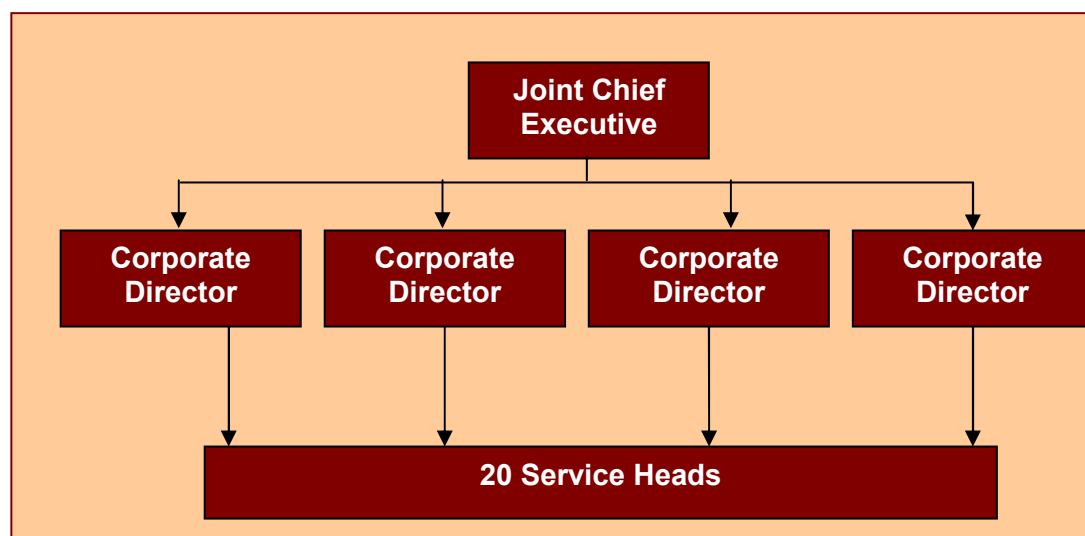 Joint Chief
Executive
Corporate
Director
Corporate
Director
Corporate
Director
Corporate
Director
20 Service Heads